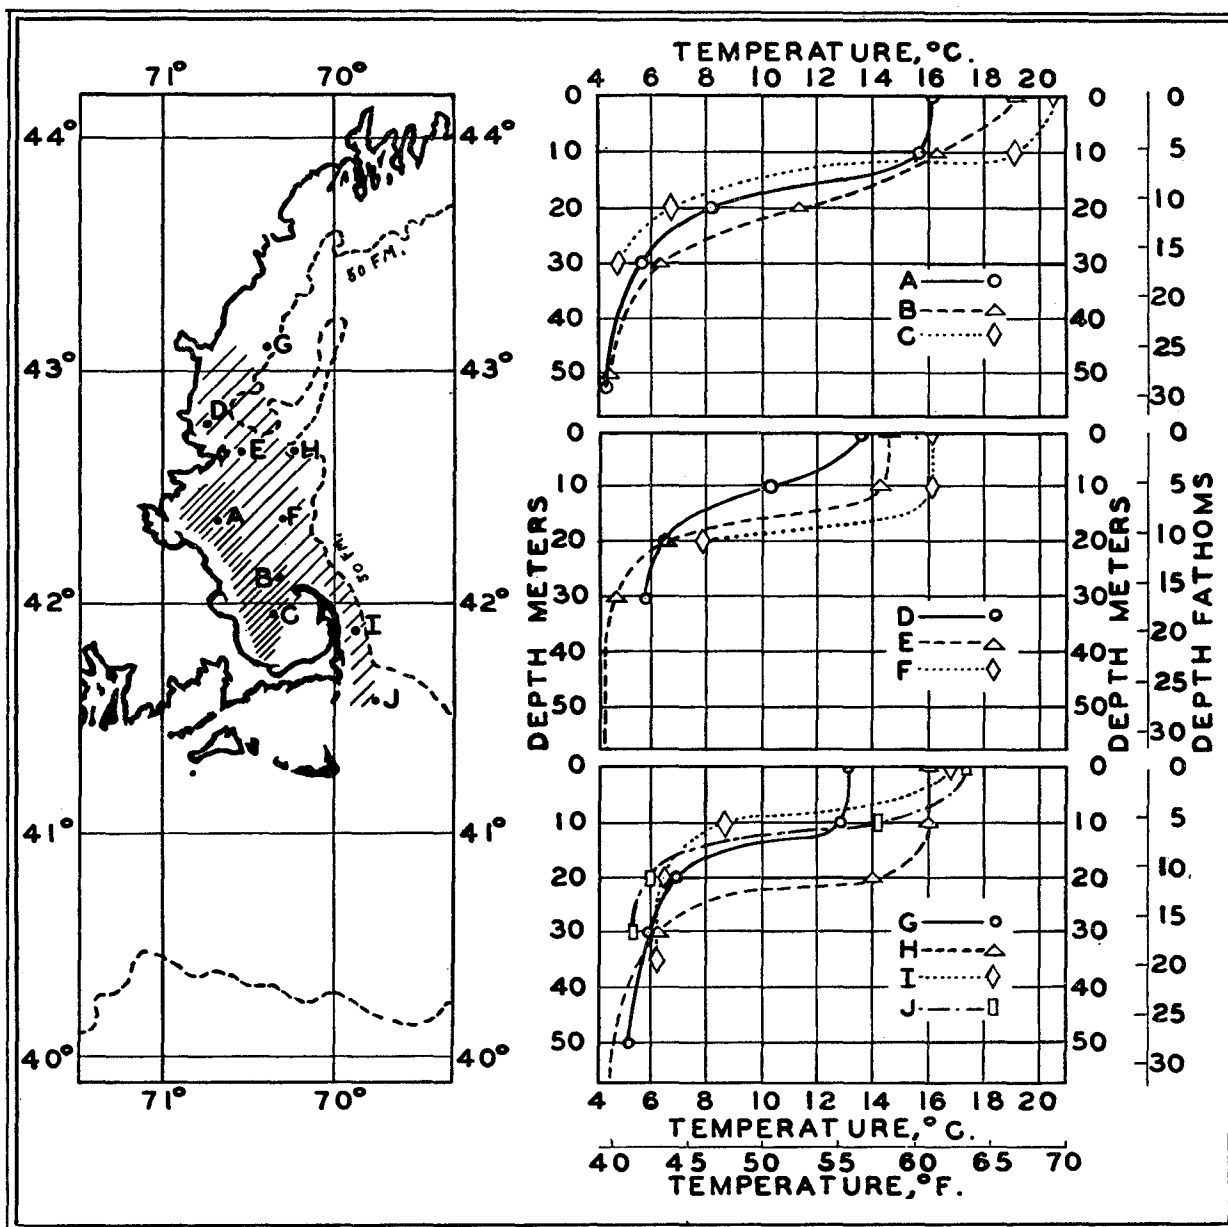 71° 70°
44° 44°
50 FM.
G
43° 43°
D
E H
A F
50 FM.
B
42° 42°
C
I
J
41° 41°
40° 40°
71° 70°
TEMPERATURE,°C.
4 6 8 10 12 14 16 18 20
0 0 0
10 10 5
20 20 10
30 30 15
A
B
C
40 40 20
25
50 50 30
DEPTH METERS
DEPTH METERS
DEPTH FATHOMS
0 0 0
10 10 5
20 20 10
30 30 15
D
E
F
40 40 20
50 50 25
30
0 0 0
10 10 5
20 20 10
30 30 15
G
H
I
J
40 40 20
50 50 25
30
4 6 8 10 12 14 16 18 20
TEMPERATURE,°C.
40 45 50 55 60 65 70
TEMPERATURE,°F.